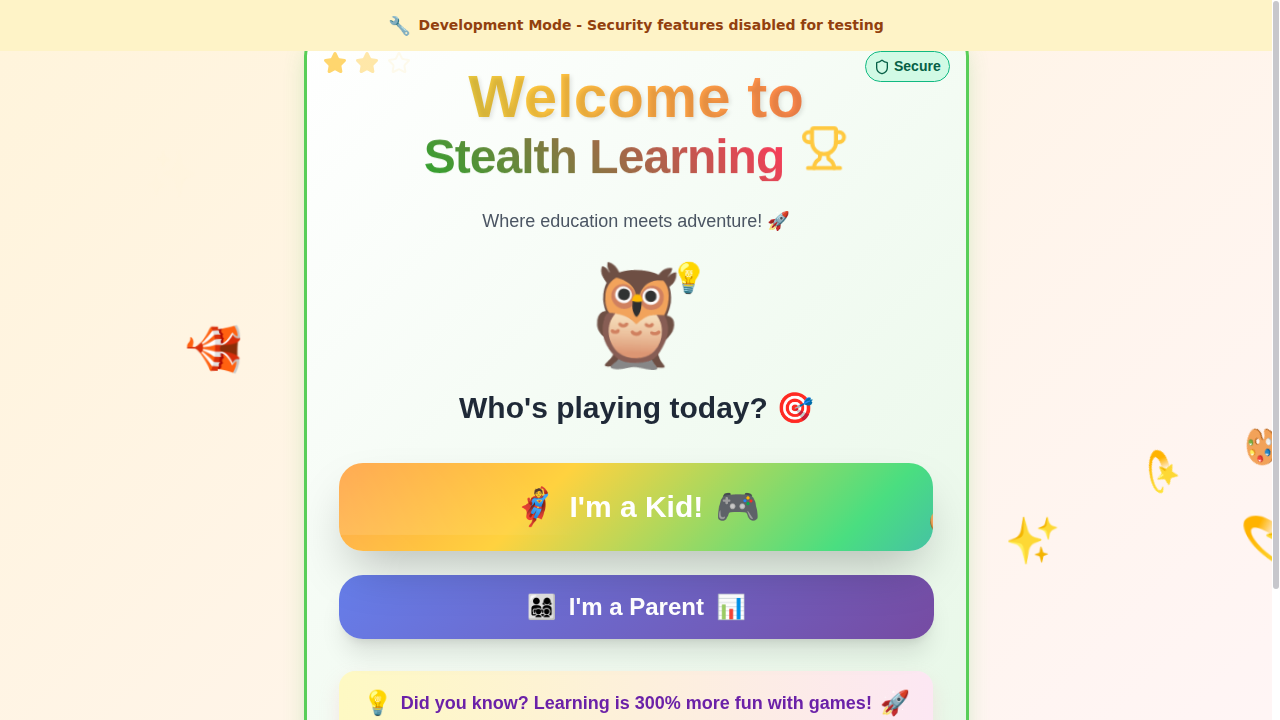 Development Mode - Security features disabled for testing
Secure
Welcome to
Stealth Learning
Where education meets adventure!
Who's playing today?
I'm a Kid!
I'm a Parent
Did you know? Learning is 300% more fun with games!